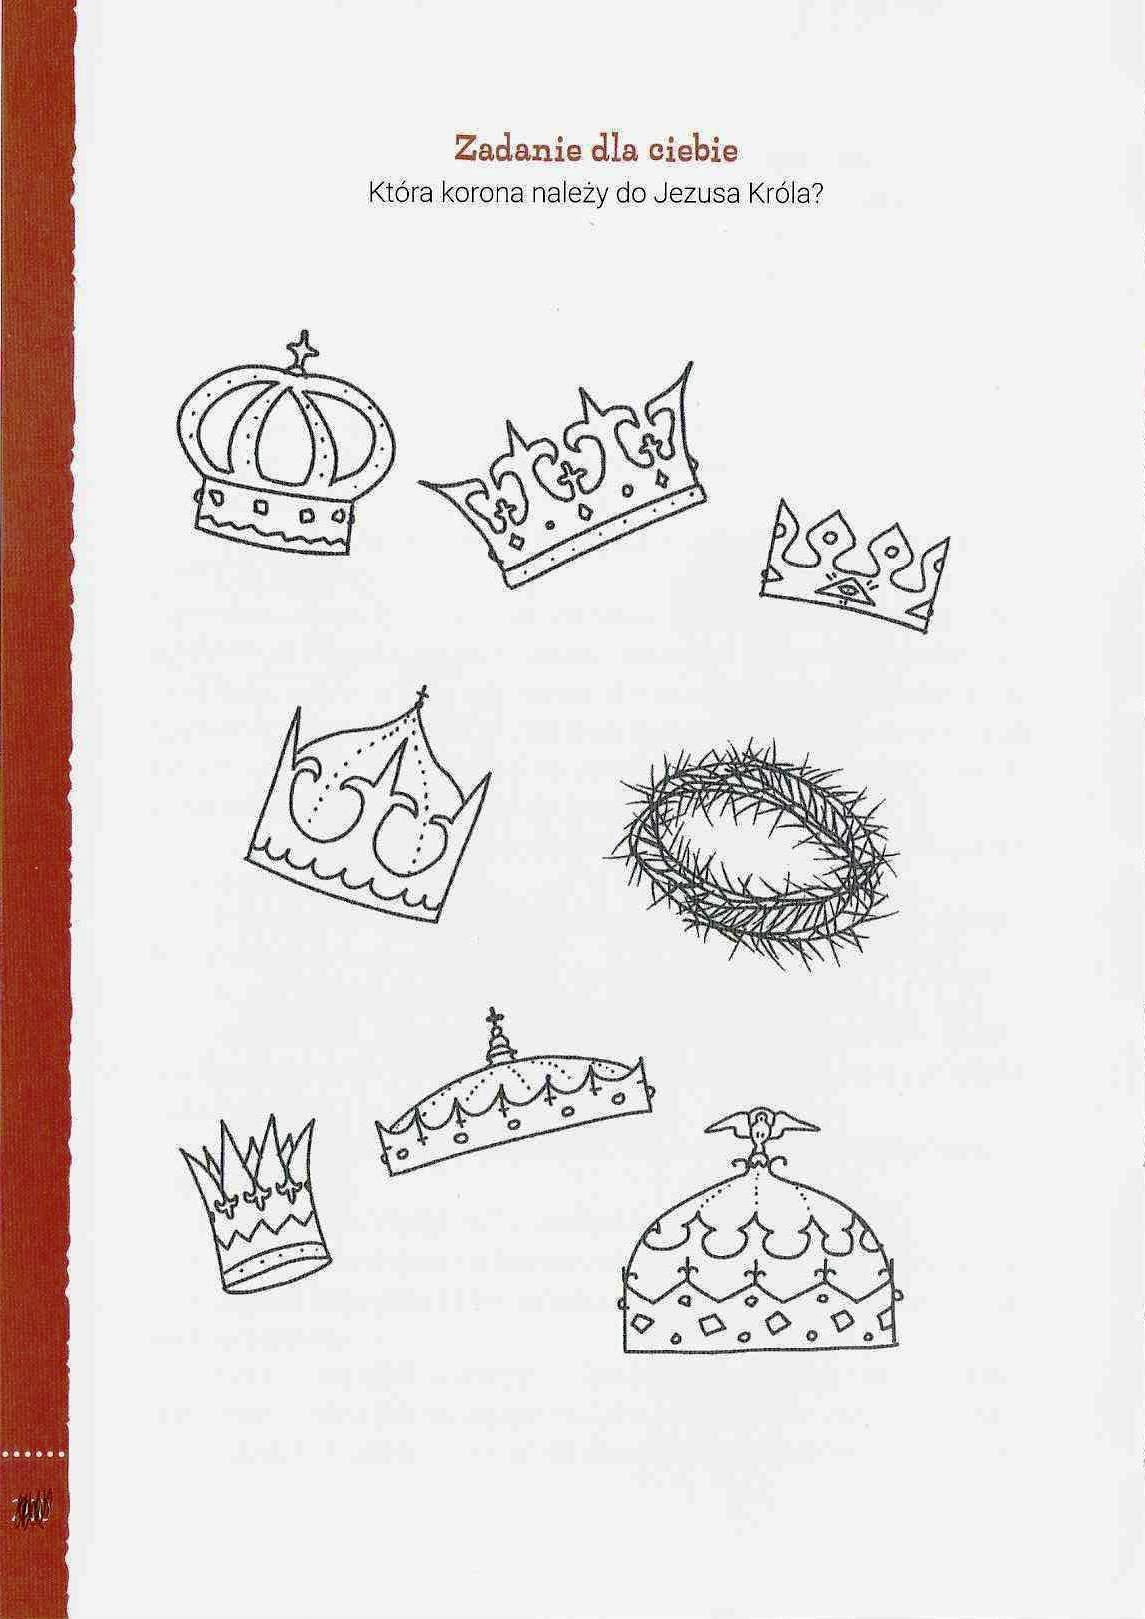 Zadanie dla ciebie
Która korona należy do Jezusa Króla?